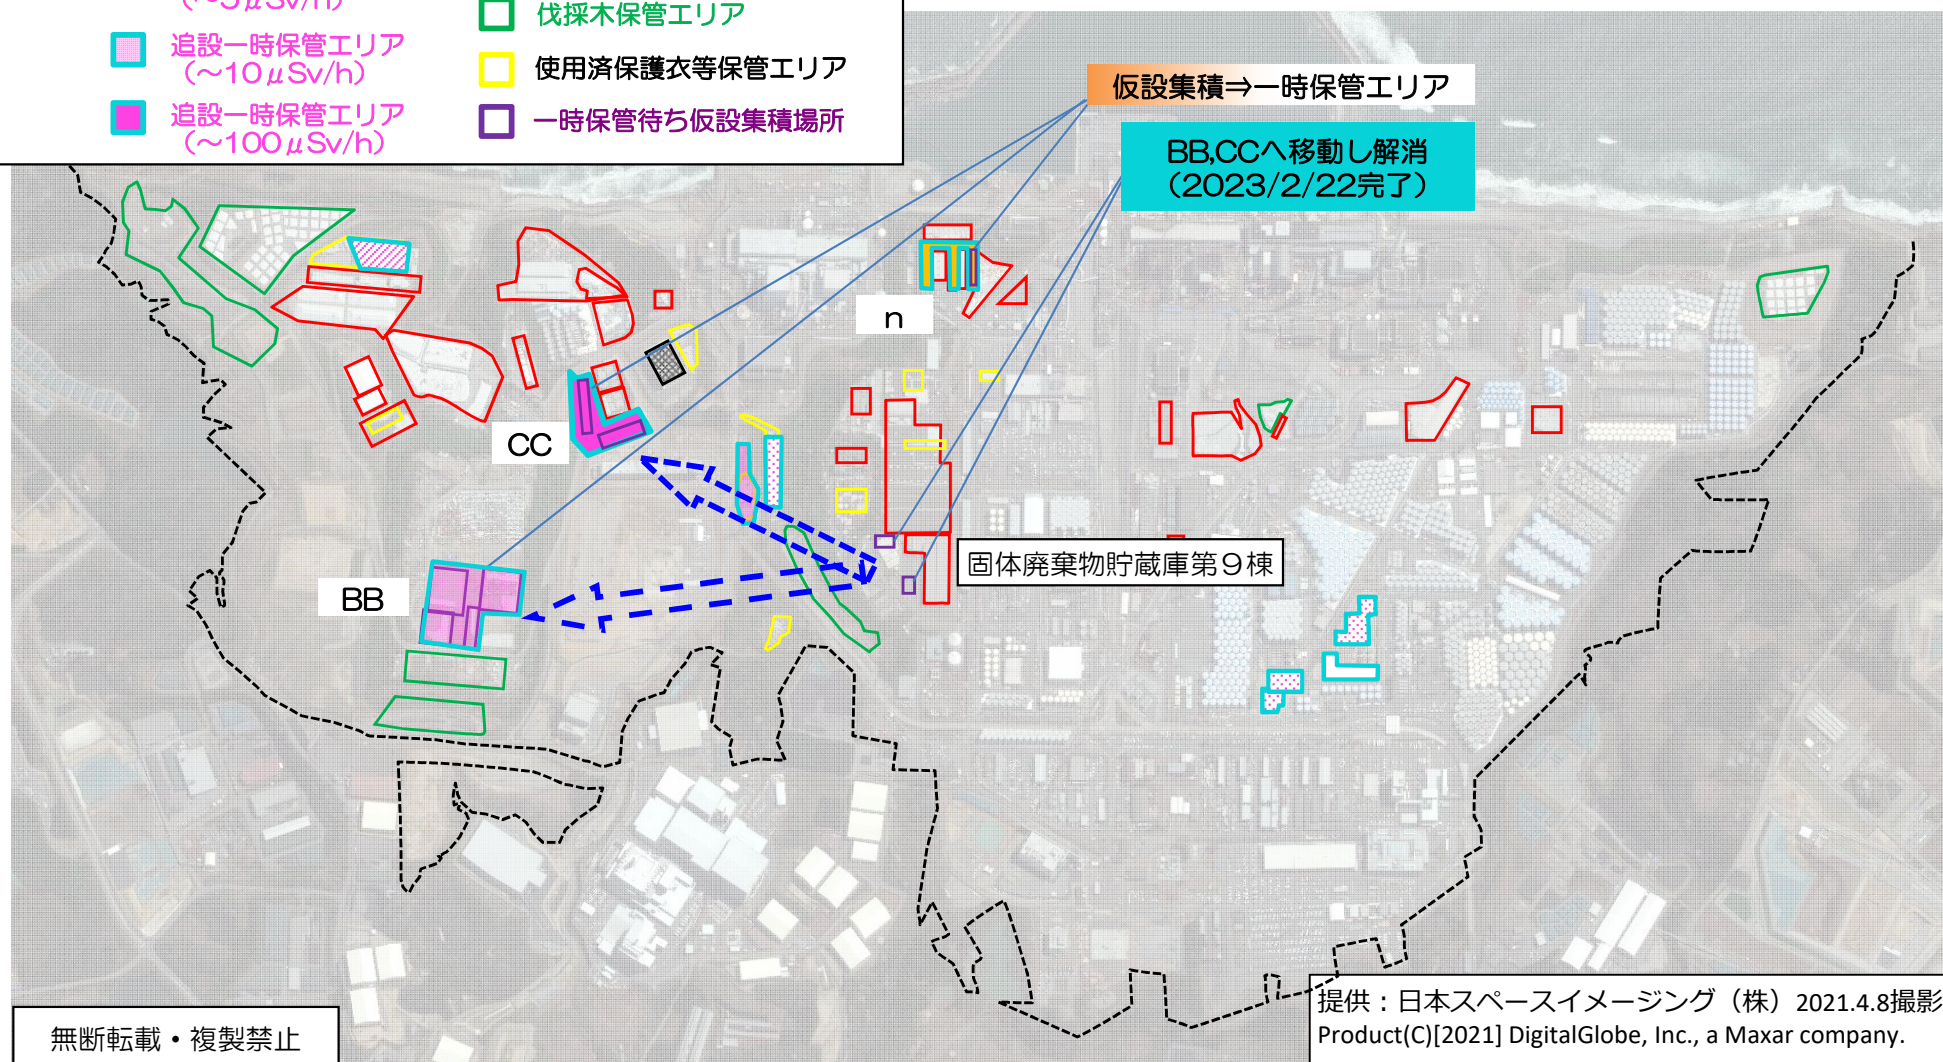 (～5μSv/h)
追設一時保管エリア
(～10μSv/h)
追設一時保管エリア
(～100μSv/h)
伐採木保管エリア
使用済保護衣等保管エリア
一時保管待ち仮設集積場所
仮設集積⇒一時保管エリア
BB,CCへ移動し解消
（2023/2/22完了）
n
CC
BB
固体廃棄物貯蔵庫第９棟
無断転載・複製禁止
提供：日本スペースイメージング（株）2021.4.8撮影
Product(C)[2021] DigitalGlobe, Inc., a Maxar company.